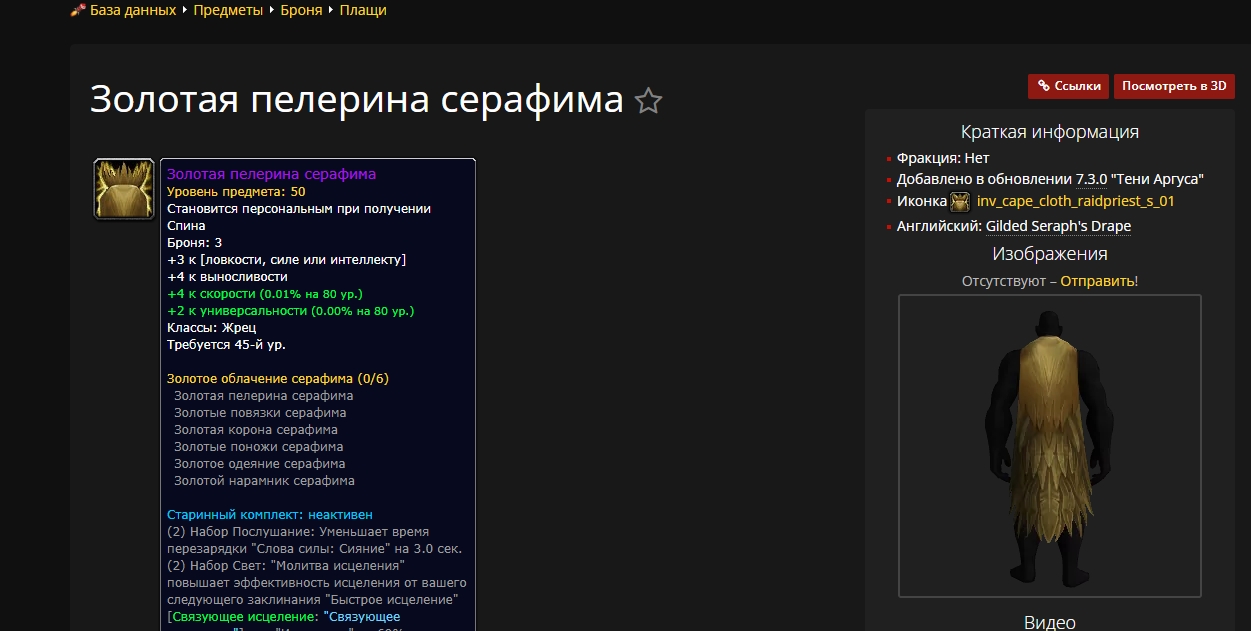 База данных Предметы Броня Плащи
Золотая пелерина серафима
Ссылки Посмотреть в 3D
Золотая пелерина серафима
Уровень предмета: 50
Становится персональным при получении
Спина
Броня: 3
+3 к [ловкости, силе или интеллекту]
+4 к выносливости
+4 к скорости (0.01% на 80 ур.)
+2 к универсальности (0.00% на 80 ур.)
Классы: Жрец
Требуется 45-й ур.
Золотое облачение серафима (0/6)
Золотая пелерина серафима
Золотые повязки серафима
Золотая корона серафима
Золотые поножи серафима
Золотое одеяние серафима
Золотой нарамник серафима
Старинный комплект: неактивен
(2) Набор Послушание: Уменьшает время
перезарядки "Слова силы: Сияние" на 3.0 сек.
(2) Набор Свет: "Молитва исцеления"
повышает эффективность исцеления от вашего
следующего заклинания "Быстрое исцеление"
[Связующее исцеление: "Связующее
Краткая информация
Фракция: Нет
Добавлено в обновлении 7.3.0 "Тени Аргуса"
Иконка inv_cape_cloth_raidpriest_s_01
Английский: Gilded Seraph's Drape
Изображения
Отсутствуют – Отправить!
Видео